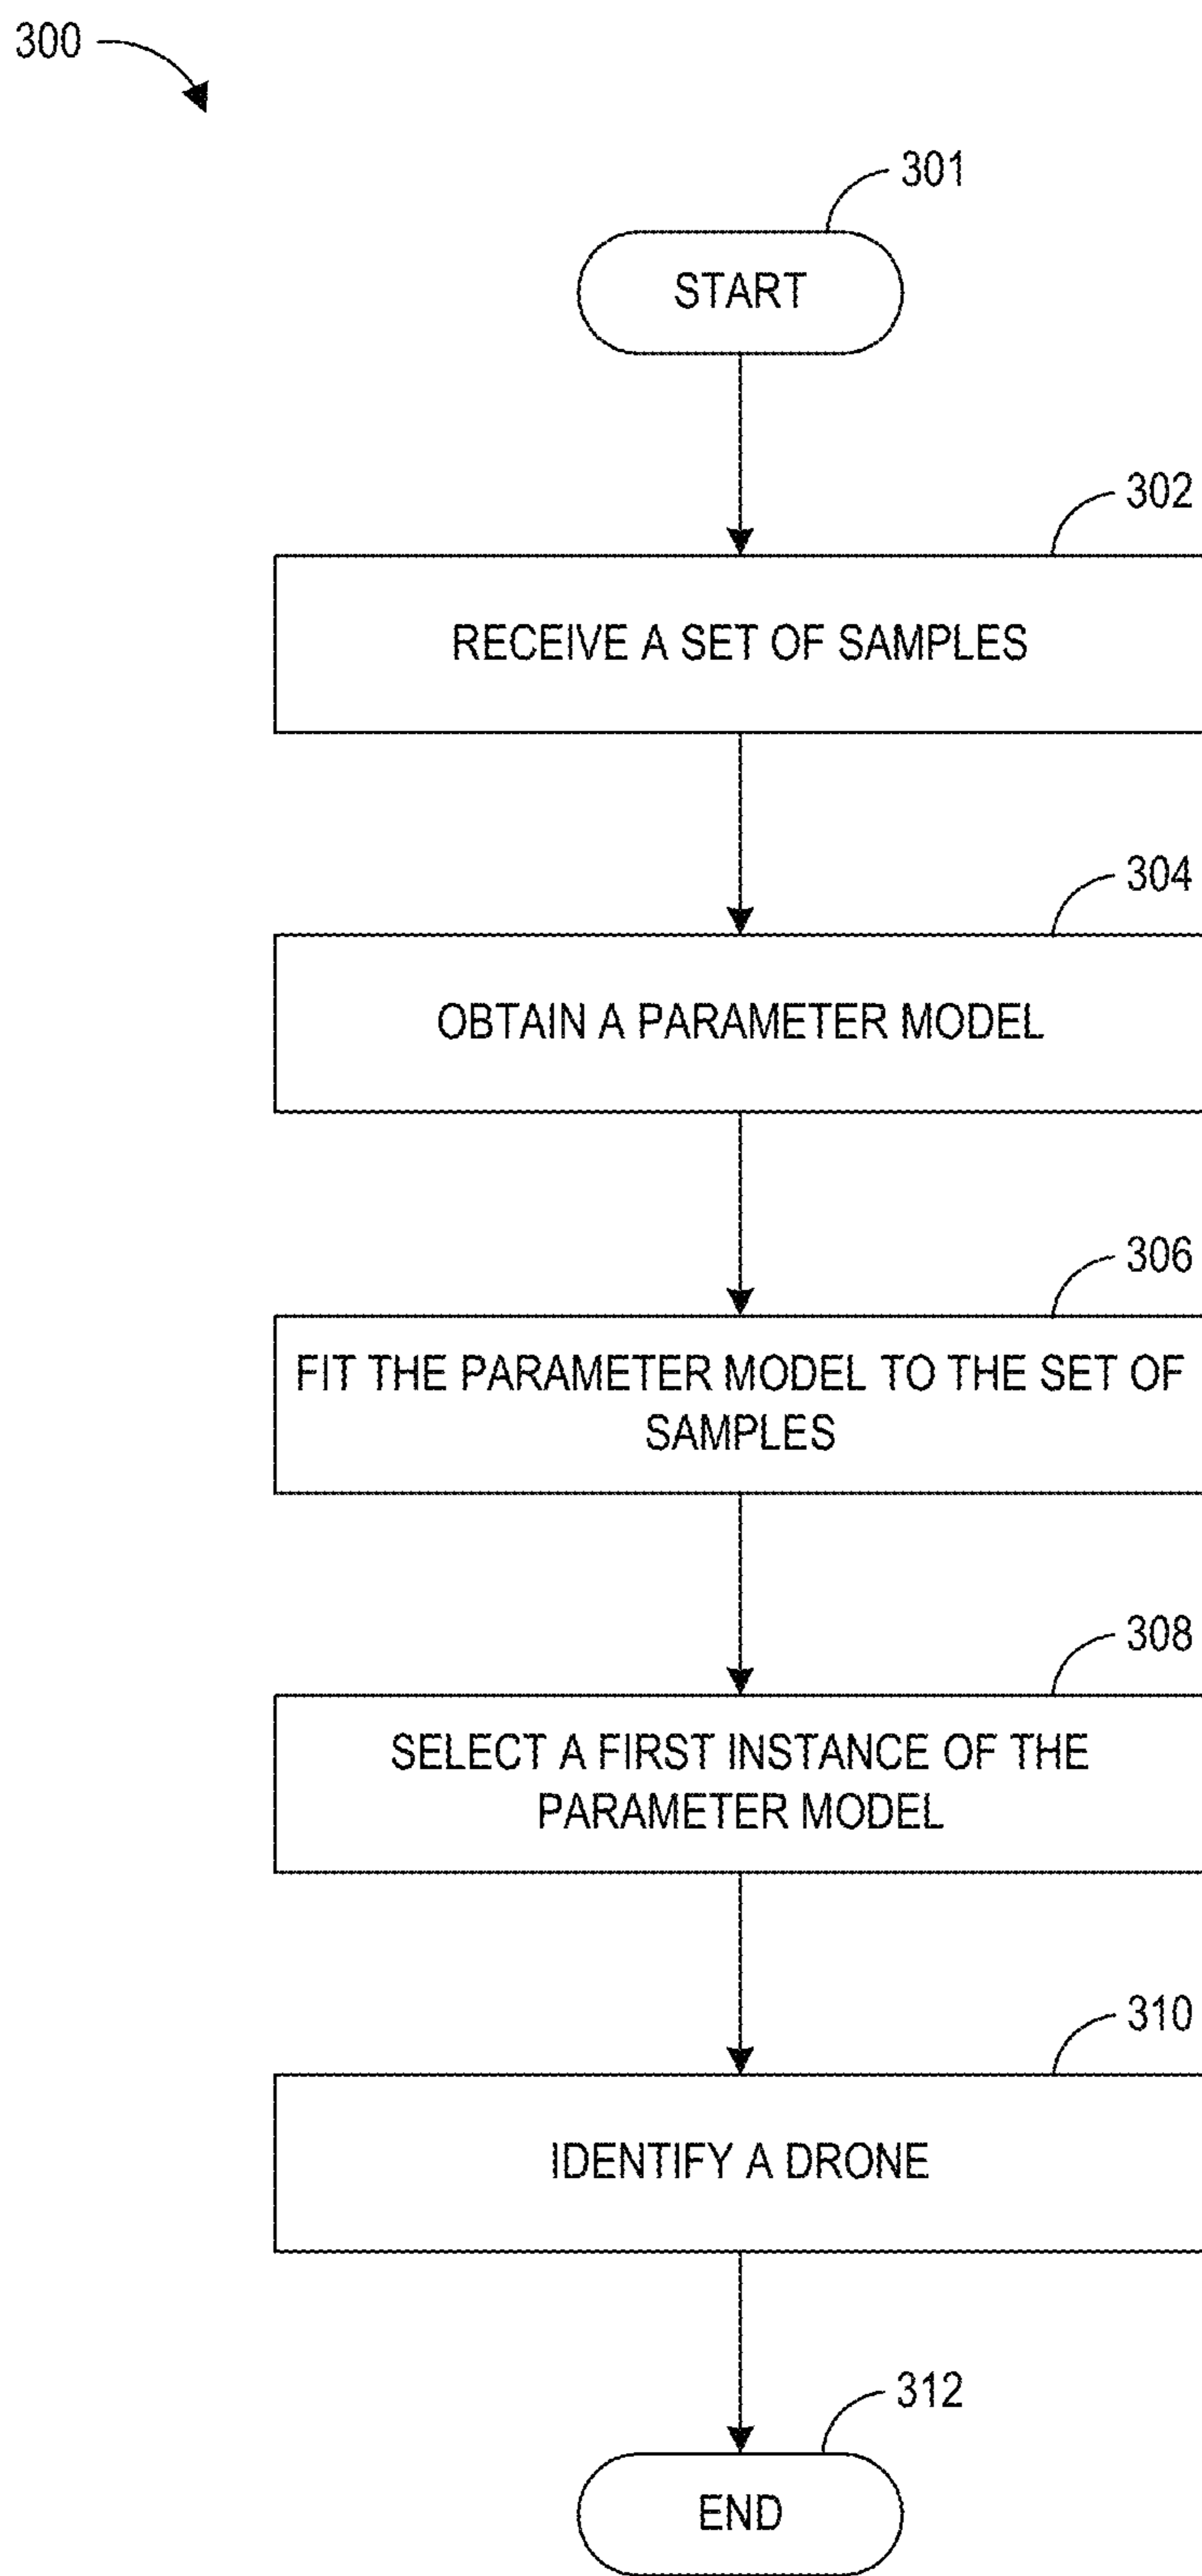 300
301
START
302
RECEIVE A SET OF SAMPLES
304
OBTAIN A PARAMETER MODEL
306
FIT THE PARAMETER MODEL TO THE SET OF
SAMPLES
308
SELECT A FIRST INSTANCE OF THE
PARAMETER MODEL
310
IDENTIFY A DRONE
312
END